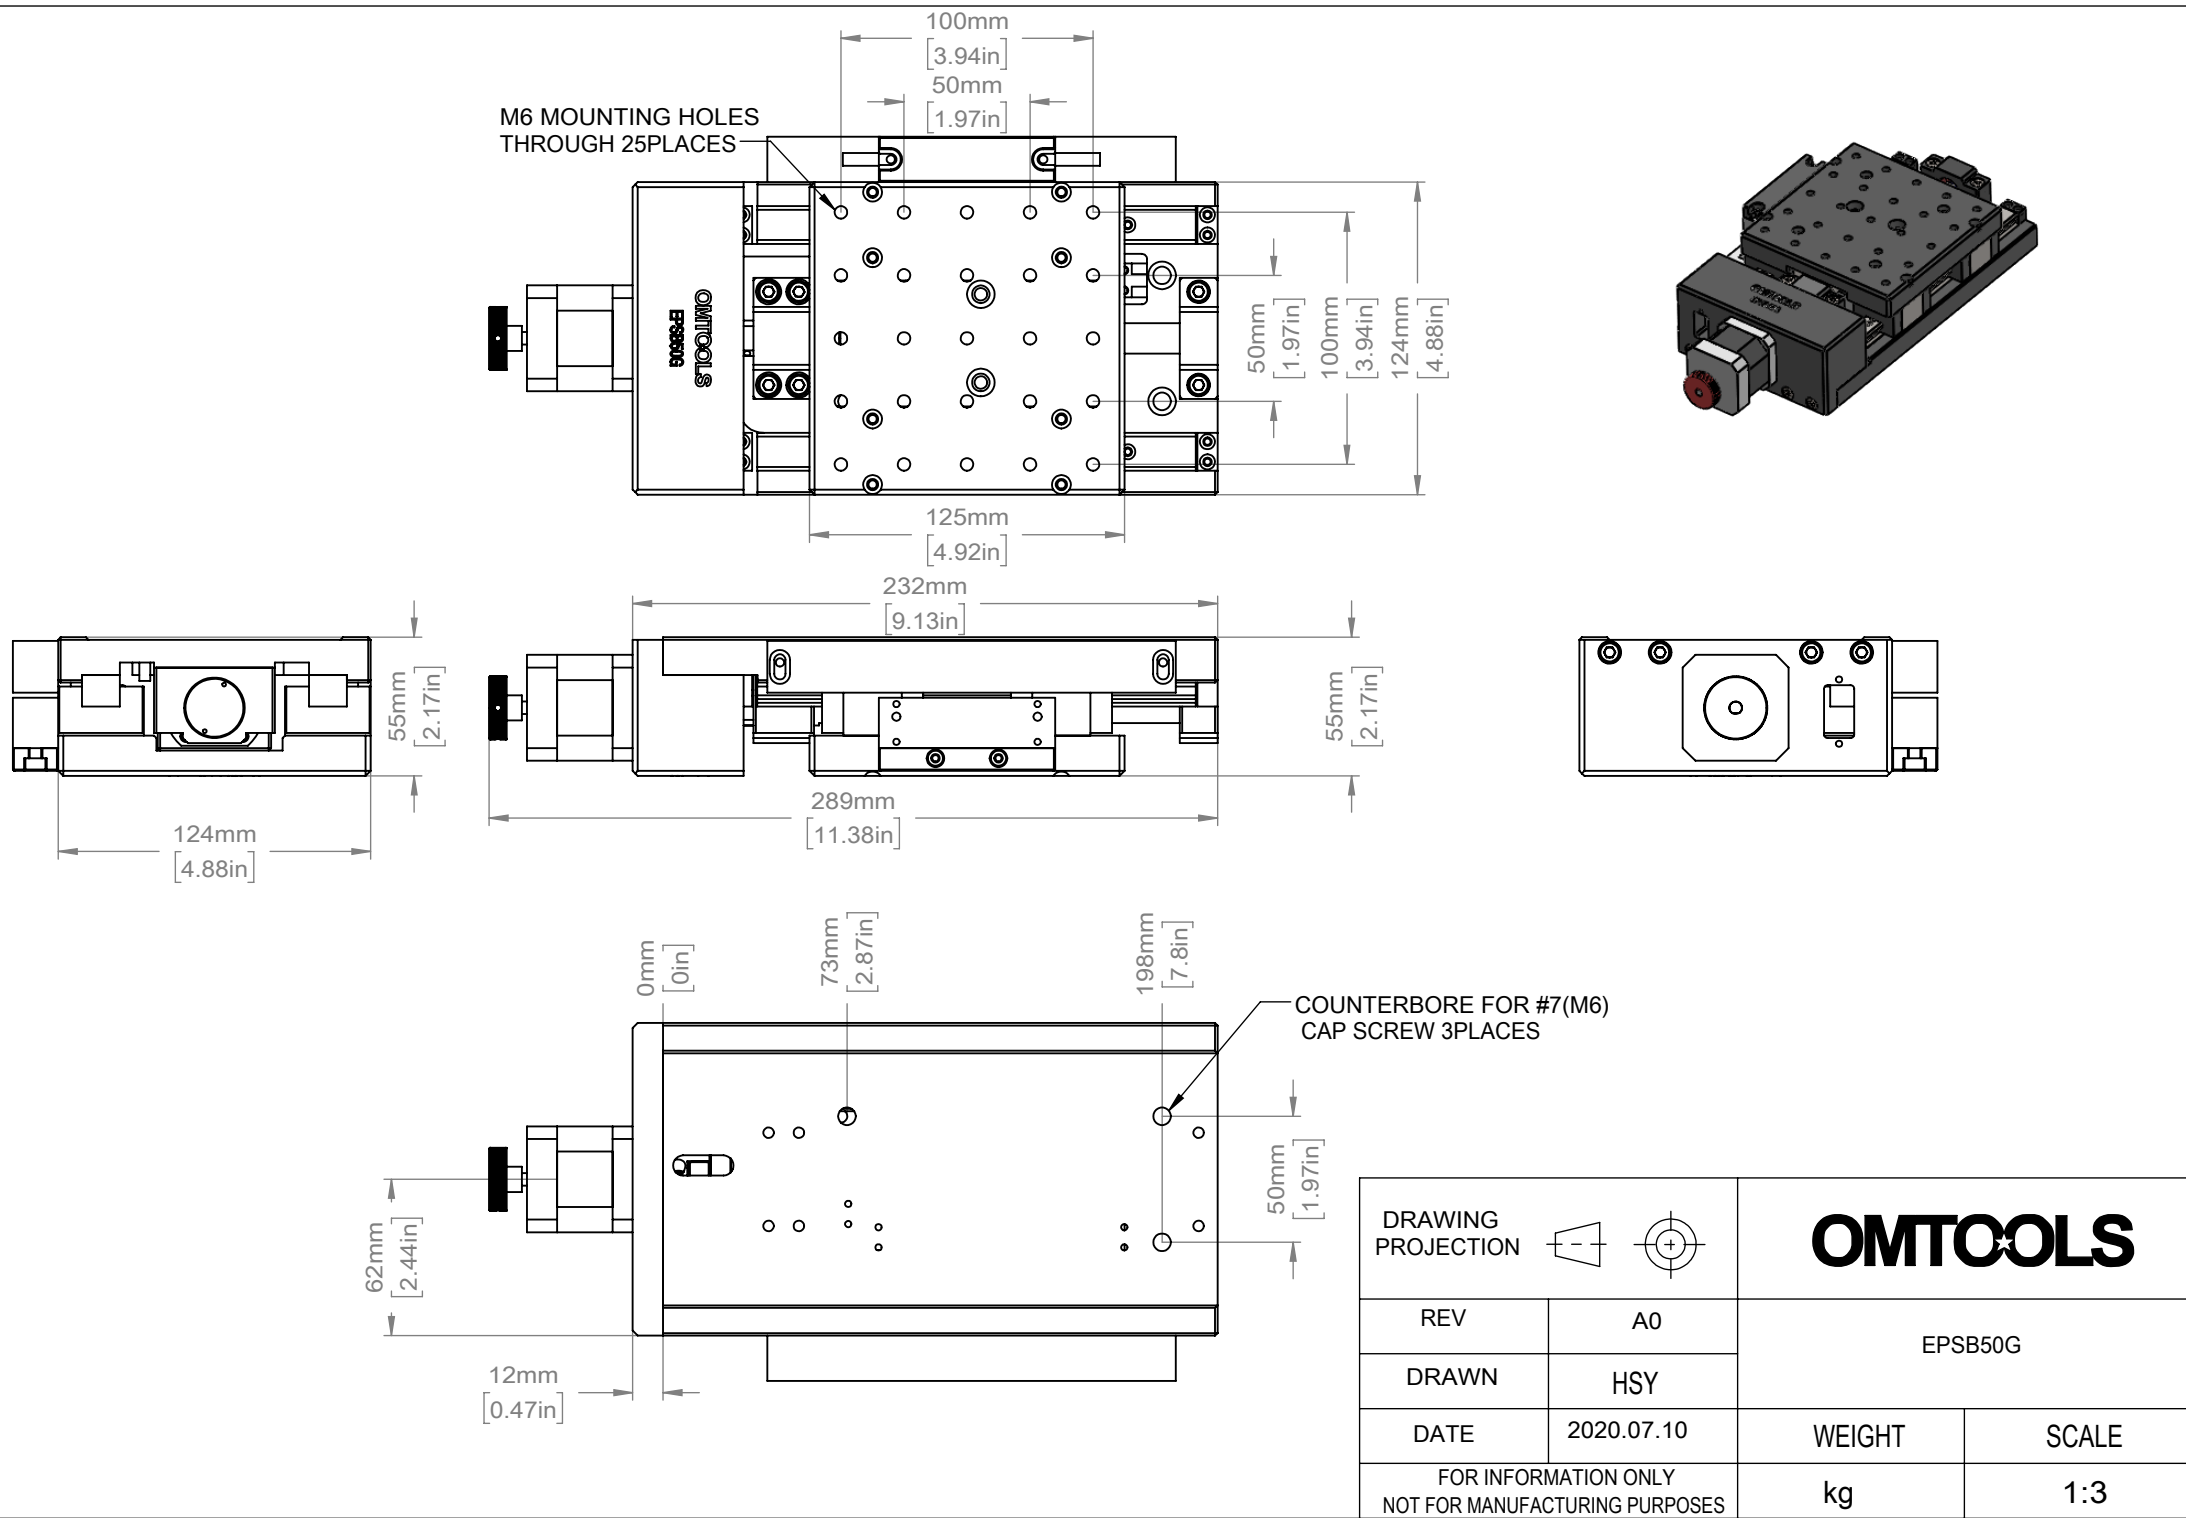 100mm
[3.94in]
50mm
[1.97in]
M6 MOUNTING HOLES
THROUGH 25PLACES
OMTOOLS
EPSB50G
50mm
[1.97in]
100mm
[3.94in]
124mm
[4.88in]
125mm
[4.92in]
232mm
[9.13in]
55mm
[2.17in]
55mm
[2.17in]
289mm
[11.38in]
124mm
[4.88in]
0mm
[0in]
73mm
[2.87in]
198mm
[7.8in]
COUNTERBORE FOR #7(M6)
CAP SCREW 3PLACES
50mm
[1.97in]
62mm
[2.44in]
12mm
[0.47in]
DRAWING
PROJECTION
OMTOOLS
REV
A0
EPSB50G
DRAWN
HSY
DATE
2020.07.10
WEIGHT
SCALE
FOR INFORMATION ONLY
NOT FOR MANUFACTURING PURPOSES
kg
1:3